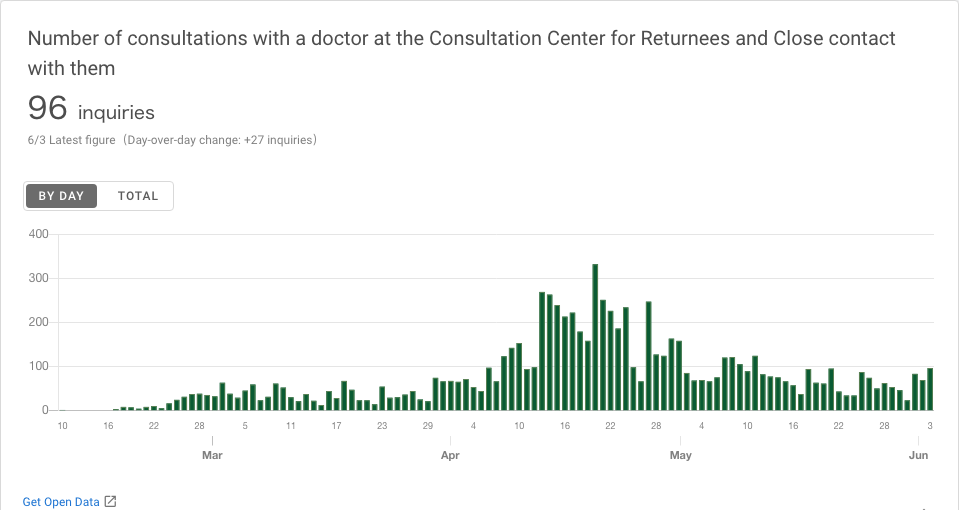 Number of consultations with a doctor at the Consultation Center for Returnees and Close contact
with them
96 inquiries
6/3 Latest figure (Day-over-day change: +27 inquiries)
BY DAY TOTAL
400
300
200
100
0
10 16 22 28 5 11 17 23 29 4 10 16 22 28 4 10 16 22 28 3
Mar Apr May Jun
Get Open Data